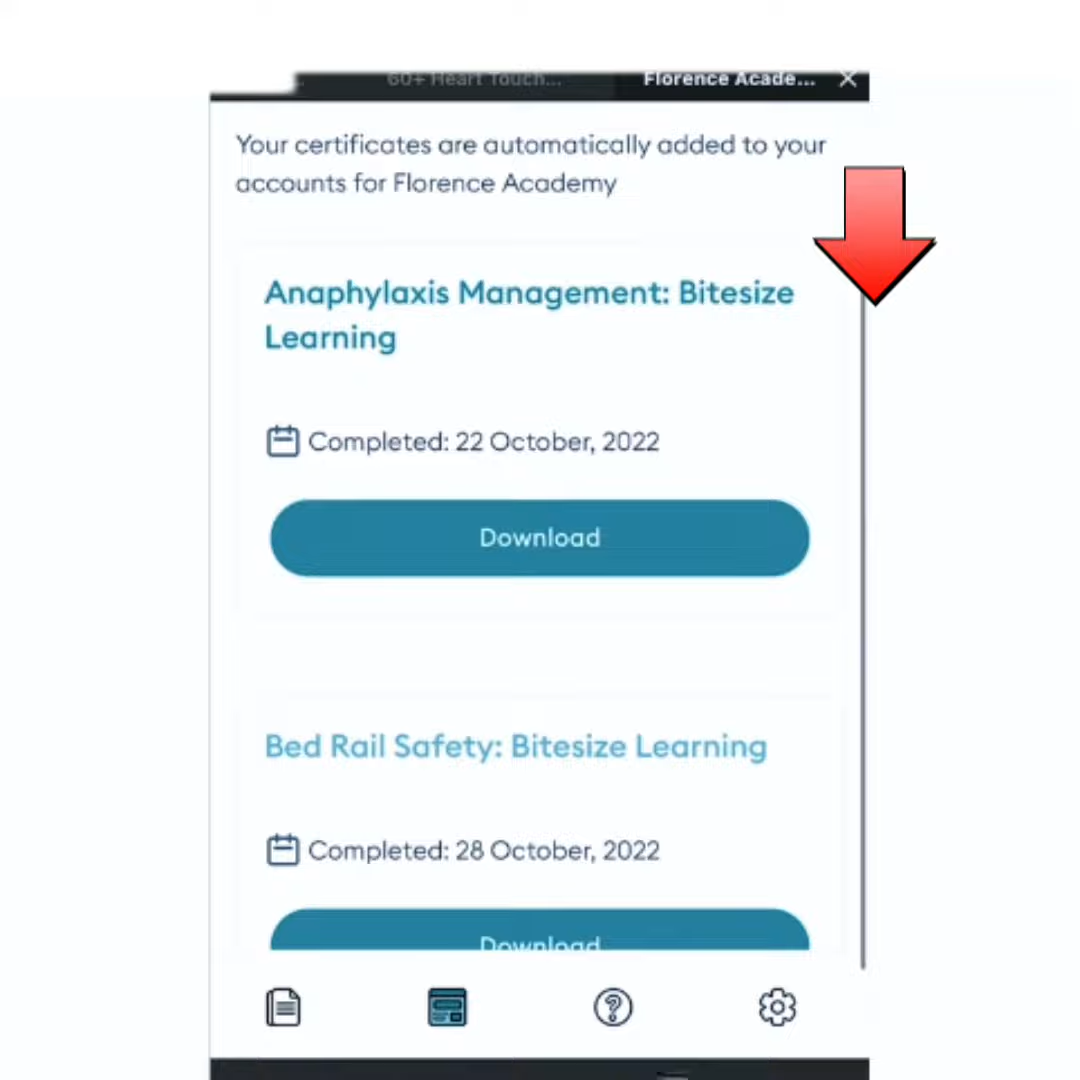 60+ Heart Touch... Florence Acade...
Your certificates are automatically added to your
accounts for Florence Academy
Anaphylaxis Management: Bitesize
Learning
Completed: 22 October, 2022
Download
Bed Rail Safety: Bitesize Learning
Completed: 28 October, 2022
Download